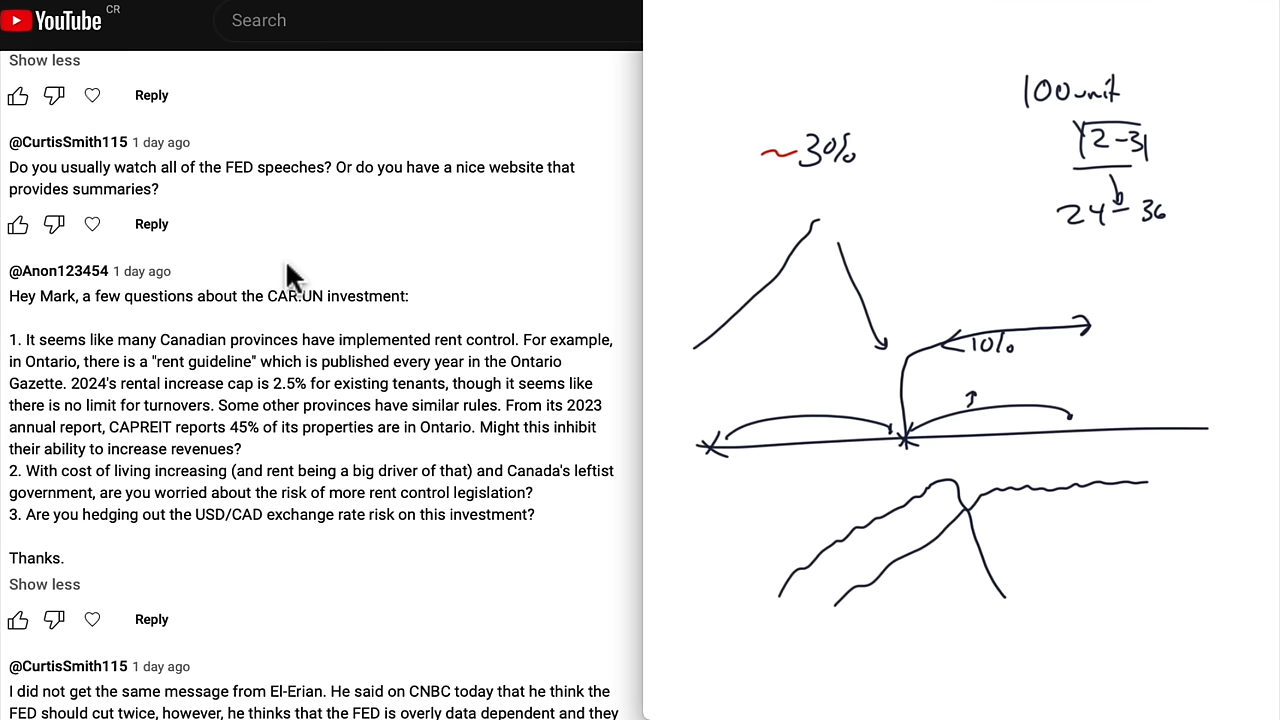 YouTube CR
Search
Show less
Reply
@CurtisSmith115 1 day ago
Do you usually watch all of the FED speeches? Or do you have a nice website that
provides summaries?
Reply
@Anon123454 1 day ago
Hey Mark, a few questions about the CAR.UN investment:
1. It seems like many Canadian provinces have implemented rent control. For example,
in Ontario, there is a "rent guideline" which is published every year in the Ontario
Gazette. 2024's rental increase cap is 2.5% for existing tenants, though it seems like
there is no limit for turnovers. Some other provinces have similar rules. From its 2023
annual report, CAPREIT reports 45% of its properties are in Ontario. Might this inhibit
their ability to increase revenues?
2. With cost of living increasing (and rent being a big driver of that) and Canada's leftist
government, are you worried about the risk of more rent control legislation?
3. Are you hedging out the USD/CAD exchange rate risk on this investment?
Thanks.
Show less
Reply
@CurtisSmith115 1 day ago
I did not get the same message from El-Erian. He said on CNBC today that he think the
FED should cut twice, however, he thinks that the FED is overly data dependent and they
100 unit
~30%
2-3
24-36
10%